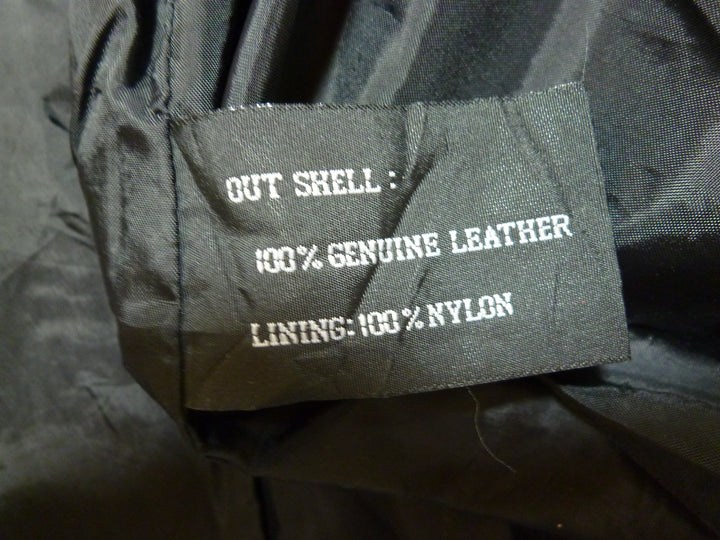 OUT SHELL:
100% GENUINE LEATHER
LINING: 100% NYLON